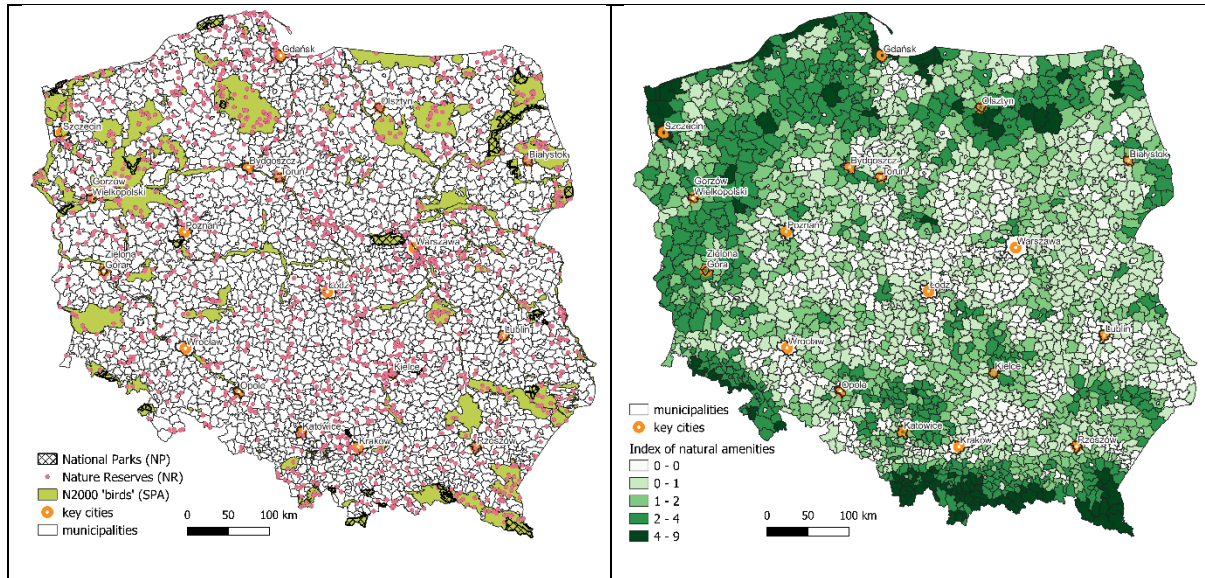 Gdańsk
Olsztyn
Szczecin
Białystok
Bydgoszcz
Toruń
Gorzów
Wielkopolski
Poznań
Warszawa
Zielona
Góra
Łódź
Lublin
Wrocław
Kielce
Opole
Katowice
Kraków
Rzeszów
National Parks (NP)
Nature Reserves (NR)
N2000 'birds' (SPA)
key cities
municipalities
0 50 100 km
Gdańsk
Olsztyn
Szczecin
Białystok
Bydgoszcz
Toruń
Gorzów
Wielkopolski
Poznań
Warszawa
Zielona
Góra
Łódź
Lublin
Wrocław
Kielce
Opole
Katowice
Kraków
Rzeszów
municipalities
key cities
Index of natural amenities
0 - 0
0 - 1
1 - 2
2 - 4
4 - 9
0 50 100 km